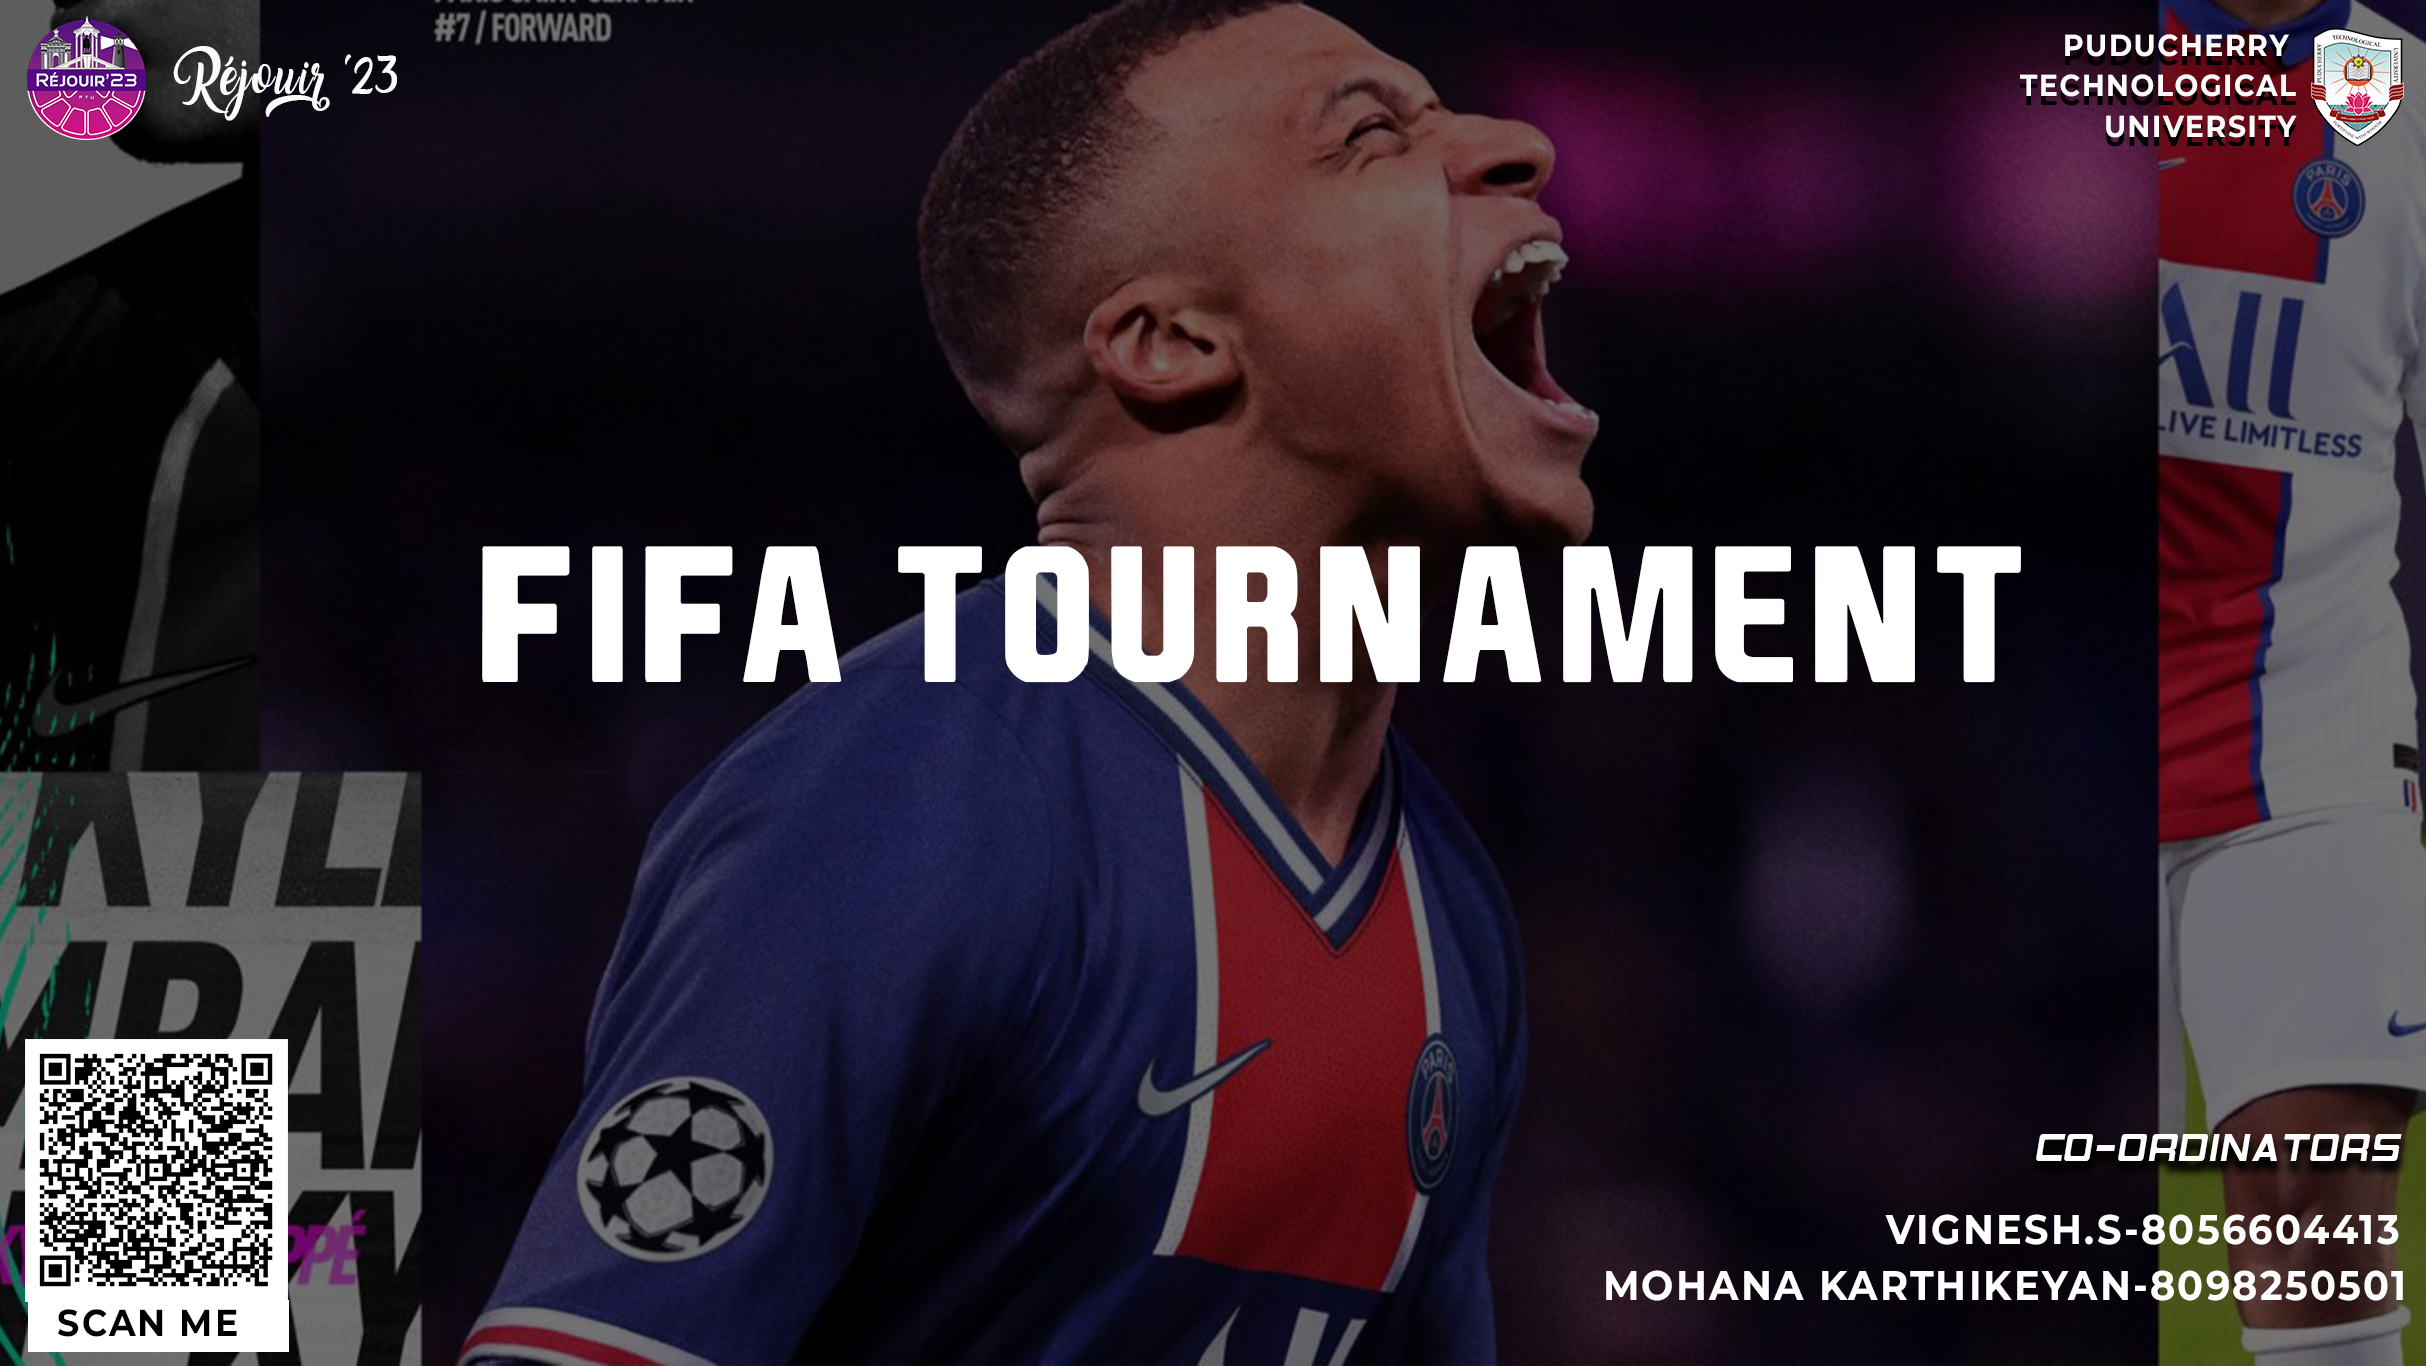 #7 / FORWARD
RÉJOUIR'23
PTU
Réjouir '23
PUDUCHERRY
TECHNOLOGICAL
UNIVERSITY
PARIS
LIVE LIMITLESS
FIFA TOURNAMENT
PARIS
CO-ORDINATORS
VIGNESH.S-8056604413
MOHANA KARTHIKEYAN-8098250501
SCAN ME